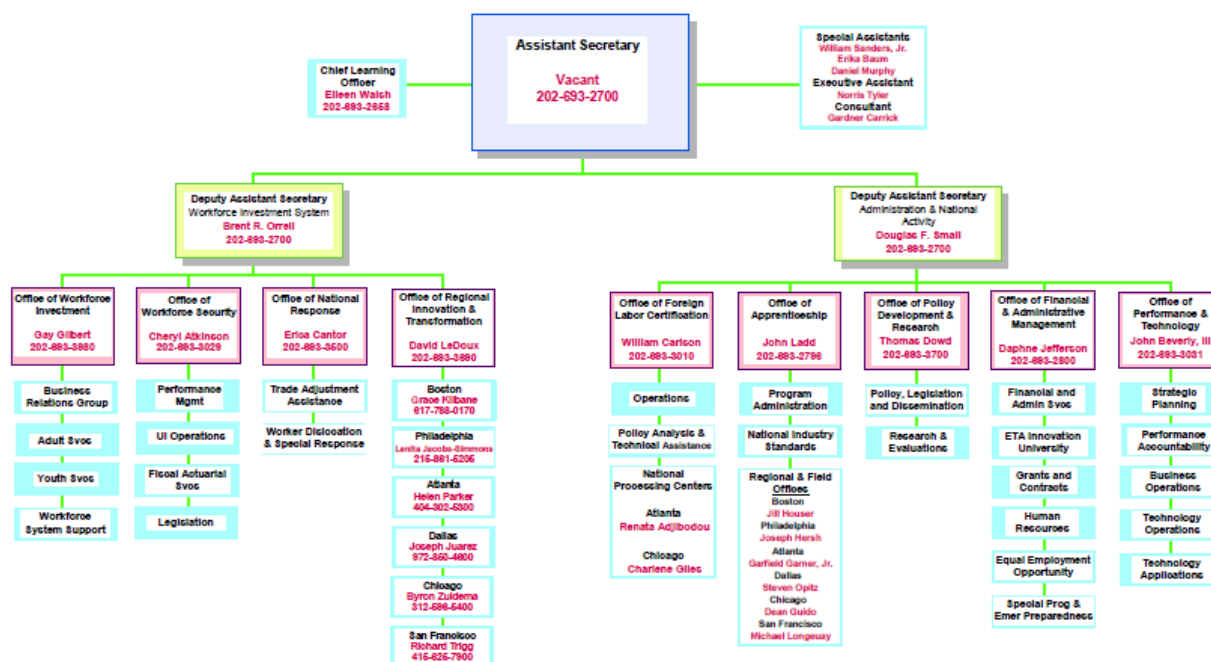 Assistant Secretary
Vacant
202-693-2700
Chief Learning
Officer
Eileen Walsh
202-693-2658
Special Assistants
William Sanders, Jr.
Erika Baum
Daniel Murphy
Executive Assistant
Norris Tyler
Consultant
Gardner Carrick
Deputy Assistant Secretary
Workforce Investment System
Brent R. Orrell
202-693-2700
Deputy Assistant Secretary
Administration & National
Activity
Douglas F. Small
202-693-2700
Office of Workforce
Investment
Gay Gilbert
202-693-3980
Office of
Workforce Security
Cheryl Atkinson
202-693-3029
Office of National
Response
Erica Cantor
202-693-3500
Office of Regional
Innovation &
Transformation
David LeDoux
202-693-3690
Office of Foreign
Labor Certification
William Carlson
202-693-3010
Office of
Apprenticeship
John Ladd
202-693-2796
Office of Policy
Development &
Research
Thomas Dowd
202-693-3700
Office of Financial
& Administrative
Management
Daphne Jefferson
202-693-2800
Office of
Performance
& Technology
John Beverly, III
202-693-3031
Business
Relations Group
Adult Svcs
Youth Svcs
Workforce
System Support
Performance
Mgmt
UI Operations
Fiscal Actuarial
Svcs
Legislation
Trade Adjustment
Assistance
Worker Dislocation
& Special Response
Boston
Grace Kilbane
617-788-0170
Philadelphia
Lenita Jacobs-Simmons
215-861-5205
Atlanta
Helen Parker
404-302-5300
Dallas
Joseph Juarez
972-850-4600
Chicago
Byron Zuidema
312-596-5400
San Francisco
Richard Trigg
415-625-7900
Operations
Policy Analysis &
Technical Assistance
National
Processing Centers
Atlanta
Renata Adjibodou
Chicago
Charlene Giles
Program
Administration
National Industry
Standards
Regional & Field
Offices
Boston
Jill Houser
Philadelphia
Joseph Hersh
Atlanta
Garfield Garner, Jr.
Dallas
Steven Opitz
Chicago
Dean Guido
San Francisco
Michael Longeuay
Policy, Legislation
and Dissemination
Research
& Evaluations
Financial and
Admin Svcs
ETA Innovation
University
Grants and
Contracts
Human
Resources
Equal Employment
Opportunity
Special Prog &
Emer Preparedness
Strategic
Planning
Performance
Accountability
Business
Operations
Technology
Operations
Technology
Applications